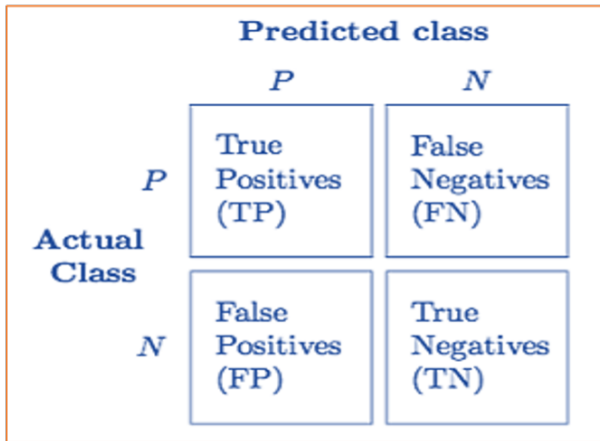 Predicted class
P N
True
Positives
(TP)
False
Negatives
(FN)
P
Actual
Class
False
Positives
(FP)
True
Negatives
(TN)
N